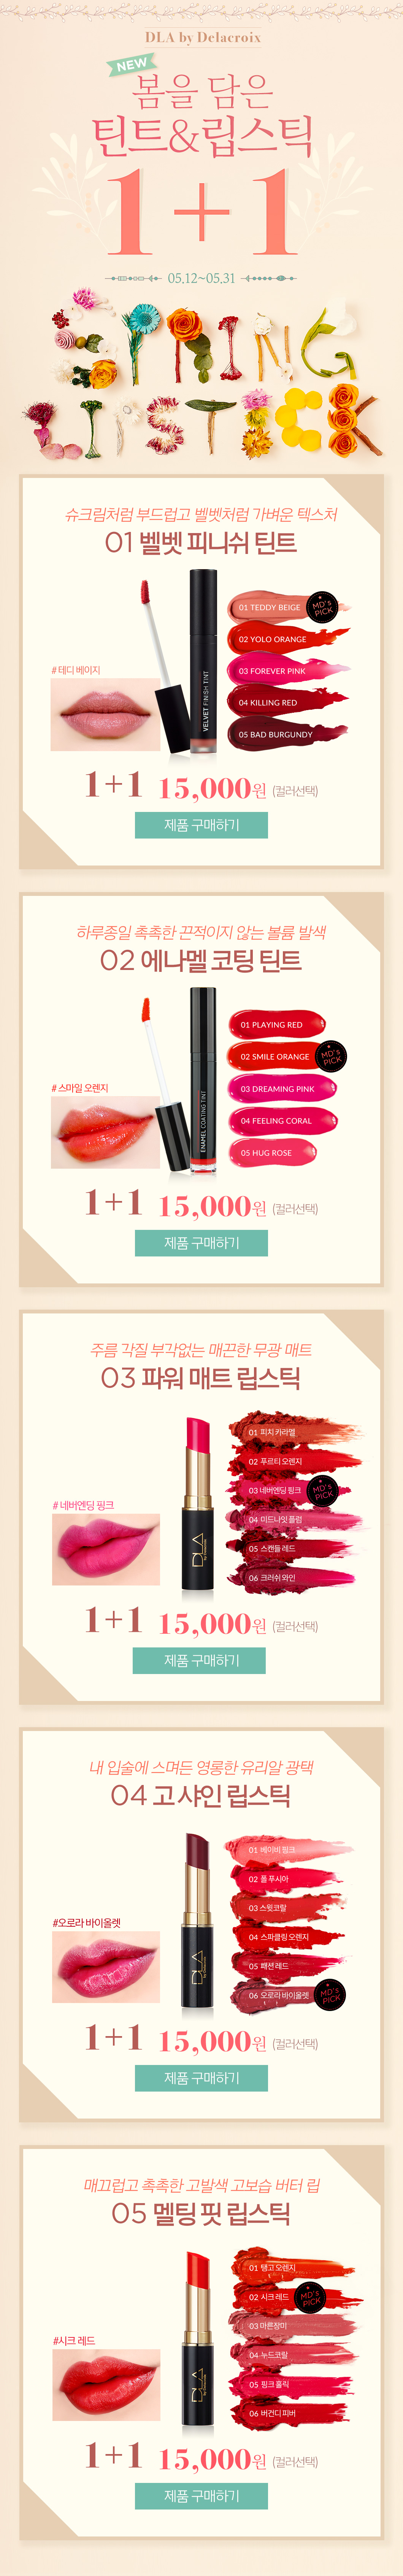 DLA by Delacroix
NEW
봄을 담은
틴트&립스틱
1+1
05.12~05.31
SPRING
LIPSTICK
슈크림처럼 부드럽고 벨벳처럼 가벼운 텍스처
01 벨벳 피니쉬 틴트
01 TEDDY BEIGE
MD's PICK
02 YOLO ORANGE
03 FOREVER PINK
04 KILLING RED
05 BAD BURGUNDY
# 테디 베이지
VELVET FINISH TINT
1+1 15,000원 (컬러선택)
제품 구매하기
하루종일 촉촉한 끈적이지 않는 볼륨 발색
02 에나멜 코팅 틴트
01 PLAYING RED
02 SMILE ORANGE
MD's PICK
03 DREAMING PINK
04 FEELING CORAL
05 HUG ROSE
# 스마일 오렌지
ENAMEL COATING TINT
1+1 15,000원 (컬러선택)
제품 구매하기
주름 각질 부각없는 매끈한 무광 매트
03 파워 매트 립스틱
01 피치 카라멜
02 푸르티 오렌지
03 네버엔딩 핑크
MD's PICK
04 미드나잇 플럼
05 스캔들 레드
06 크러쉬 와인
# 네버엔딩 핑크
DLA
1+1 15,000원 (컬러선택)
제품 구매하기
내 입술에 스며든 영롱한 유리알 광택
04 고 샤인 립스틱
01 베이비 핑크
02 폴 푸시아
03 스윗코랄
04 스파클링 오렌지
05 패션 레드
06 오로라 바이올렛
MD's PICK
#오로라 바이올렛
DLA
1+1 15,000원 (컬러선택)
제품 구매하기
매끄럽고 촉촉한 고발색 고보습 버터 립
05 멜팅 핏 립스틱
01 탱고 오렌지
02 시크 레드
MD's PICK
03 마른장미
04 누드코랄
05 핑크 홀릭
06 버건디 피버
#시크 레드
DLA
1+1 15,000원 (컬러선택)
제품 구매하기